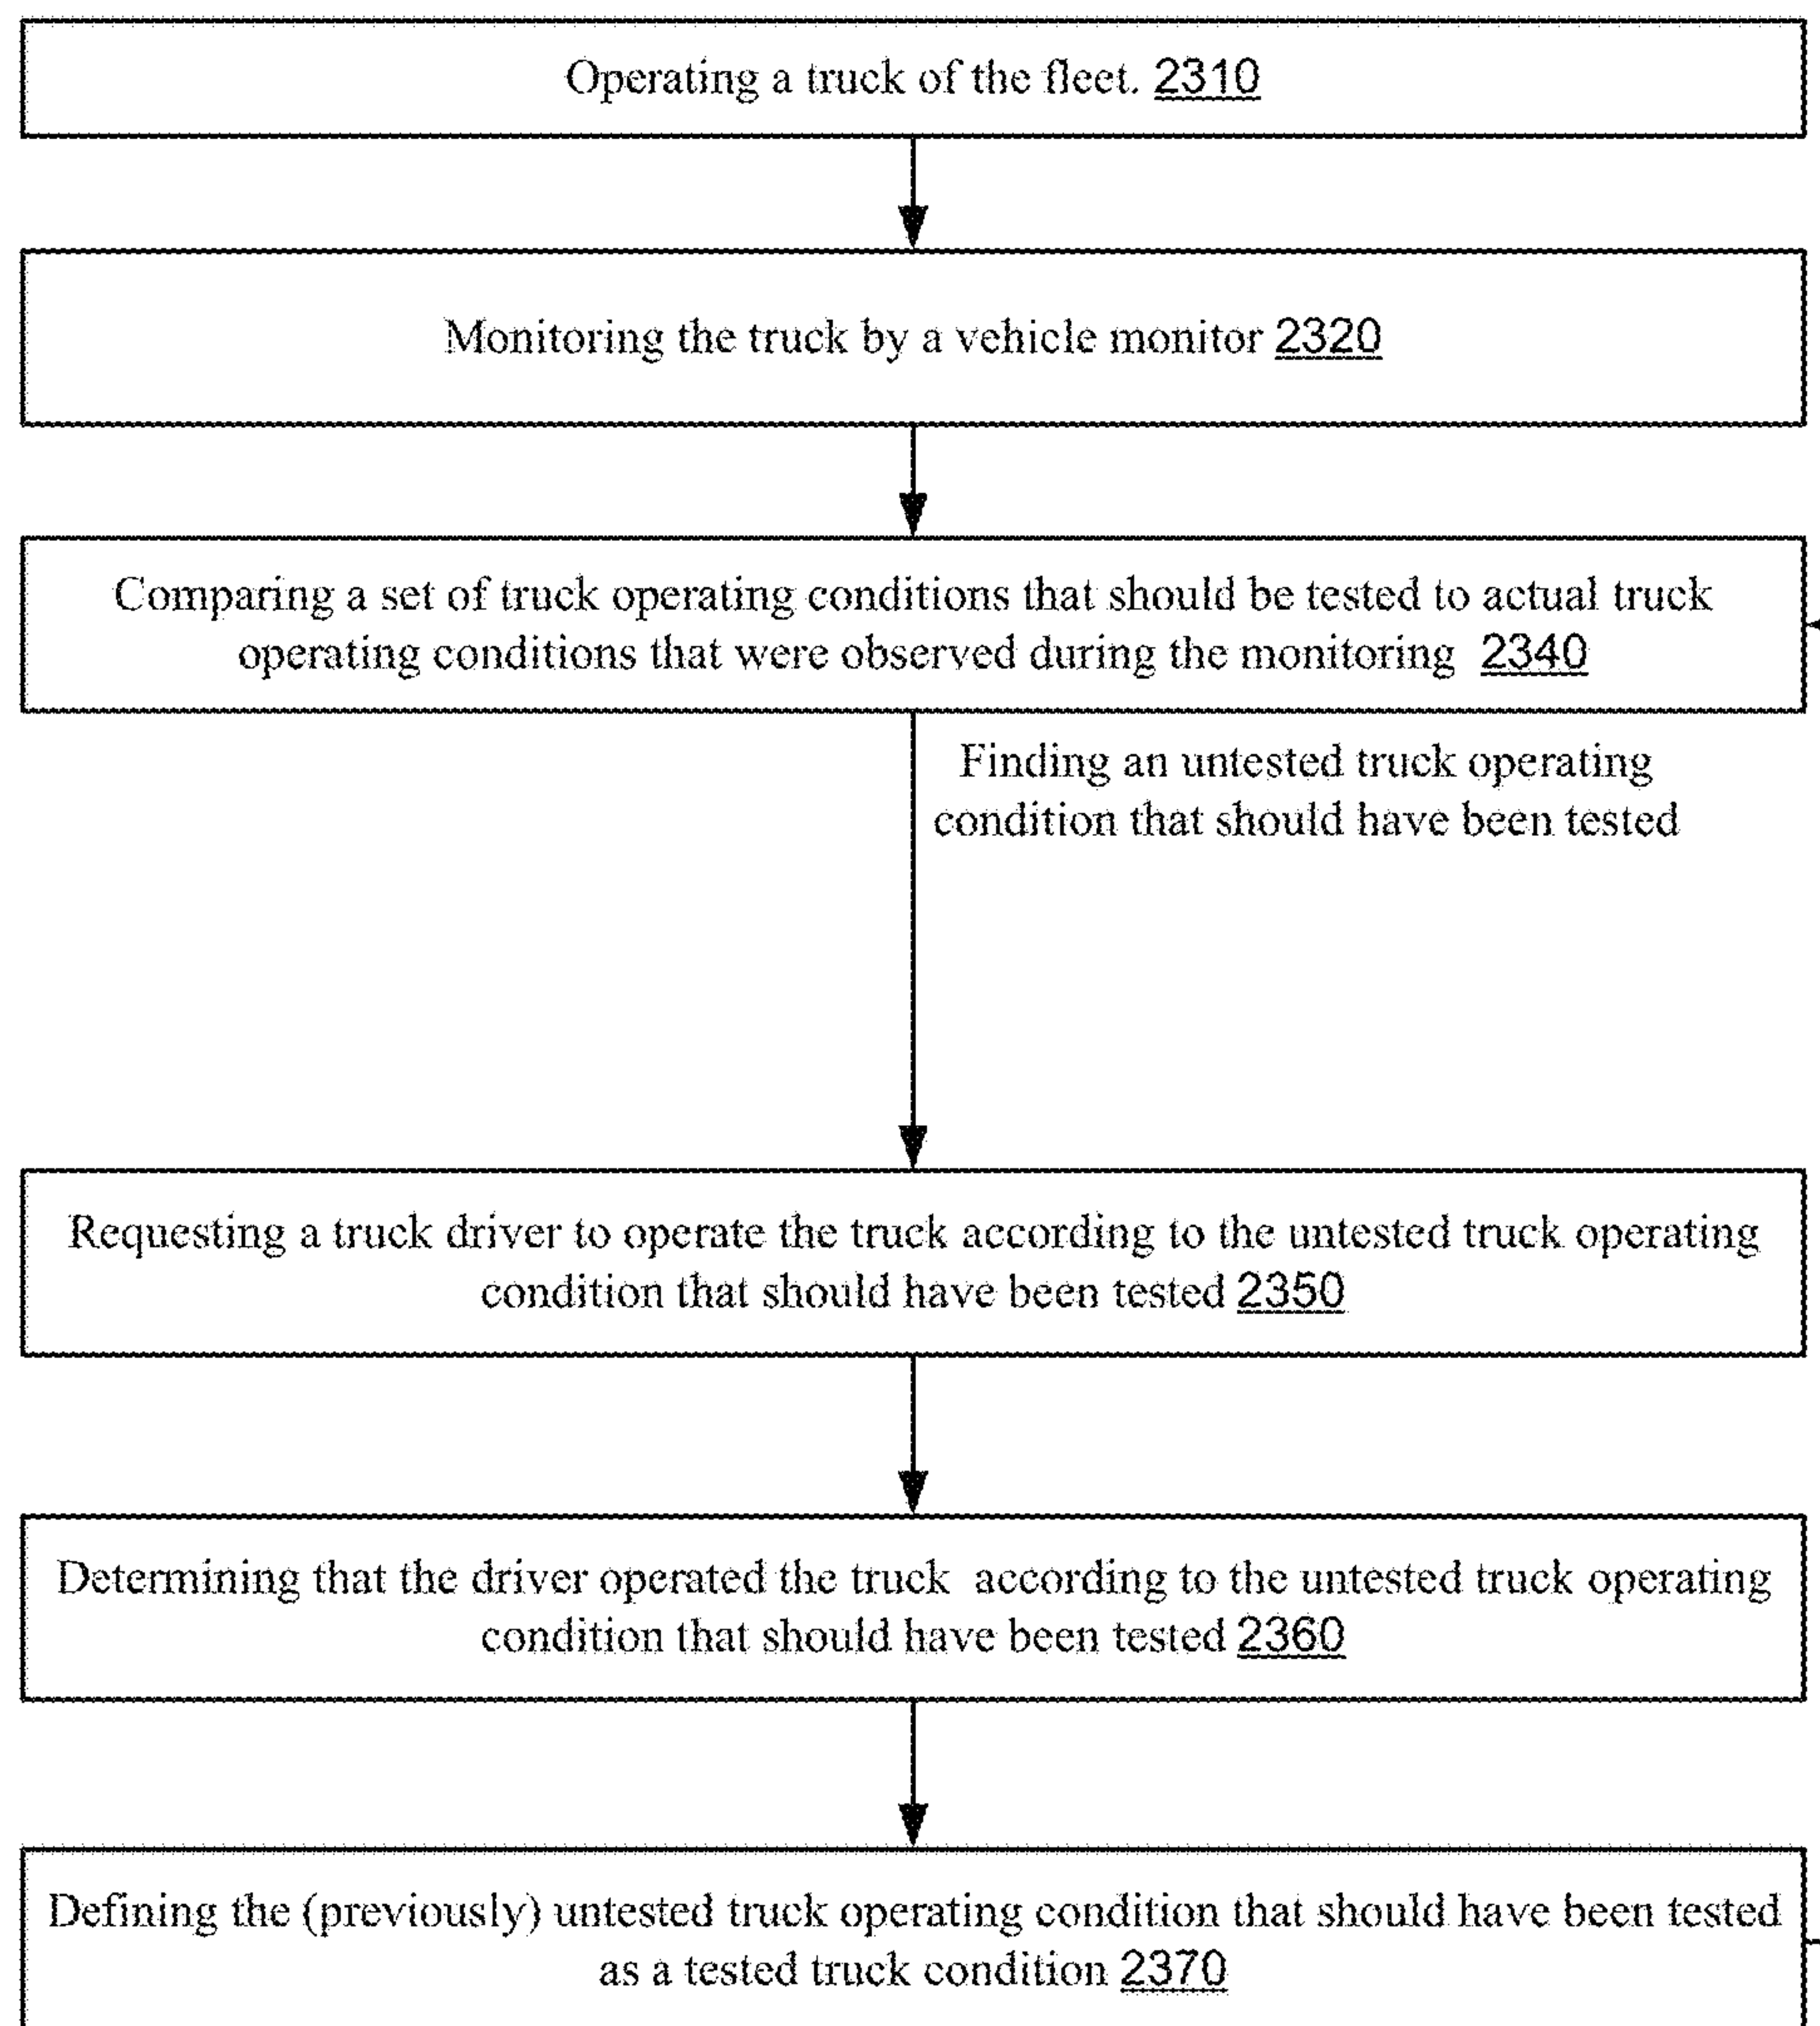 Operating a truck of the fleet. 2310
Monitoring the truck by a vehicle monitor 2320
Comparing a set of truck operating conditions that should be tested to actual truck
operating conditions that were observed during the monitoring 2340
Finding an untested truck operating
condition that should have been tested
Requesting a truck driver to operate the truck according to the untested truck operating
condition that should have been tested 2350
Determining that the driver operated the truck according to the untested truck operating
condition that should have been tested 2360
Defining the (previously) untested truck operating condition that should have been tested
as a tested truck condition 2370